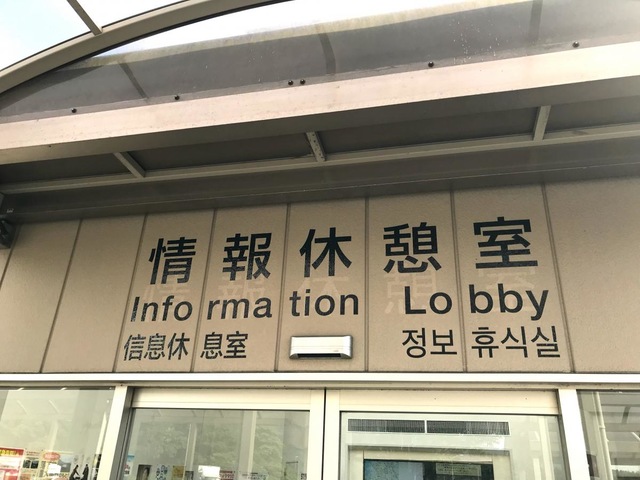 情報休憩室
Information Lobby
信息休息室 정보 휴식실